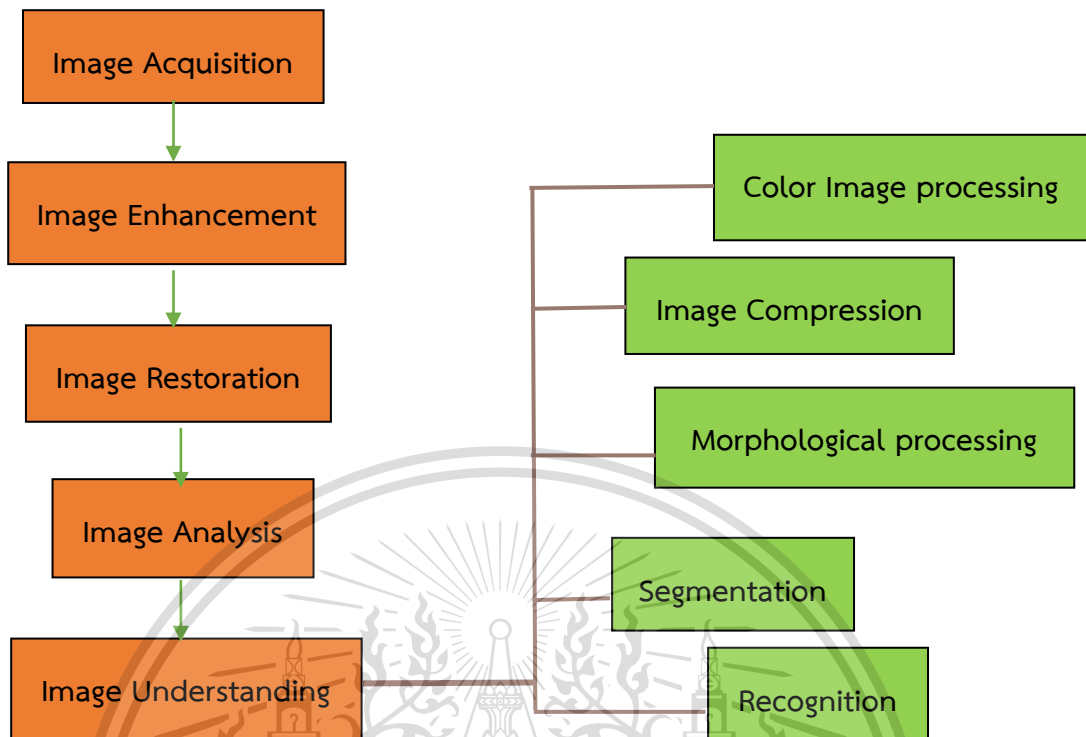 Image Acquisition
Image Enhancement
Image Restoration
Image Analysis
Image Understanding
Color Image processing
Image Compression
Morphological processing
Segmentation
Recognition